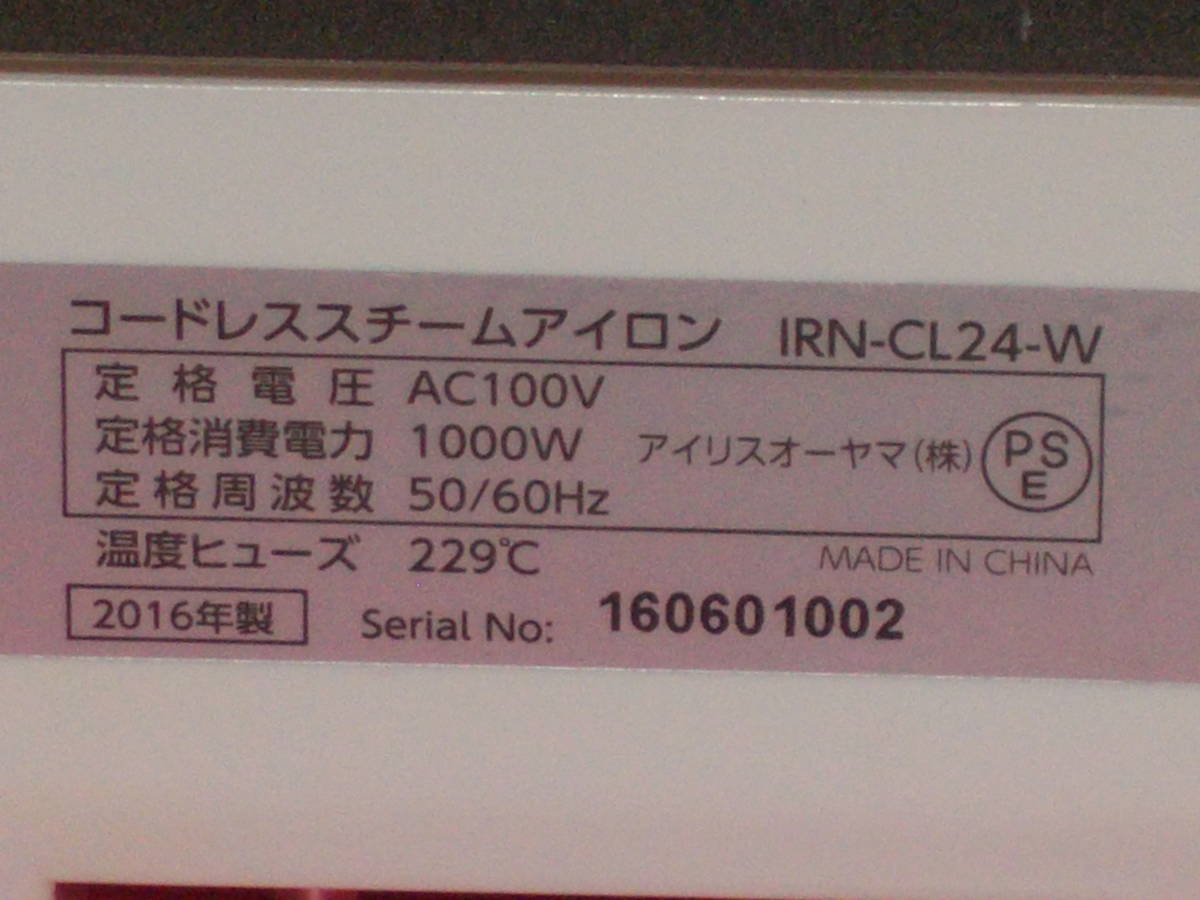 コードレススチームアイロン IRN-CL24-W
定格電圧 AC100V
定格消費電力 1000W アイリスオーヤマ(株) PSE
定格周波数 50/60Hz
温度ヒューズ 229℃ MADE IN CHINA
2016年製 Serial No: 160601002